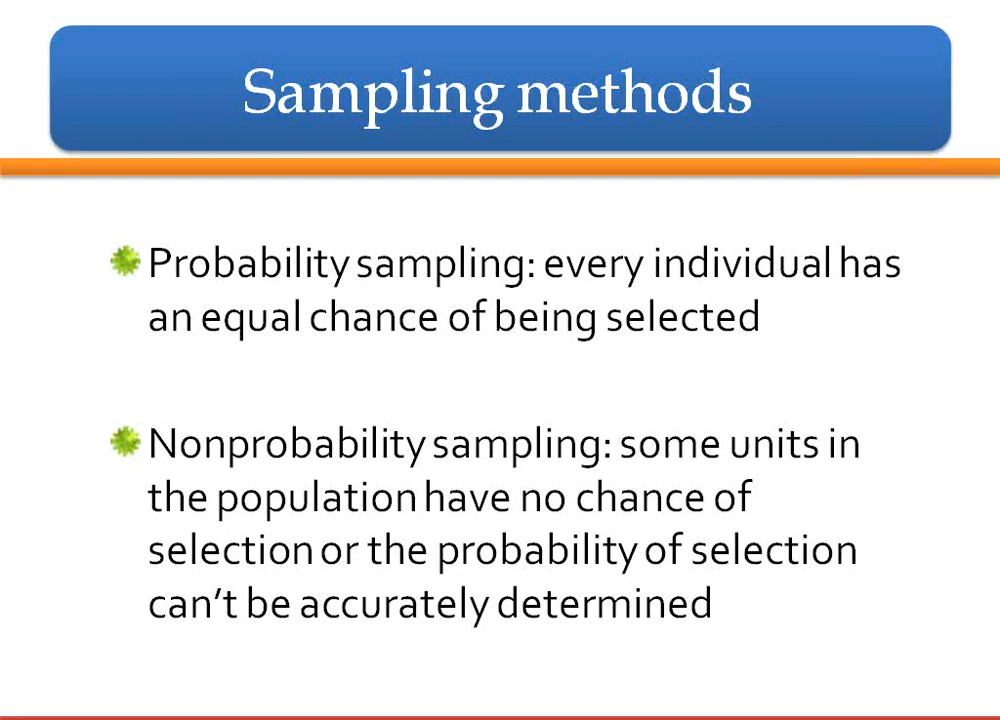 Sampling methods
Probability sampling: every individual has
an equal chance of being selected
Nonprobability sampling: some units in
the population have no chance of
selection or the probability of selection
can’t be accurately determined